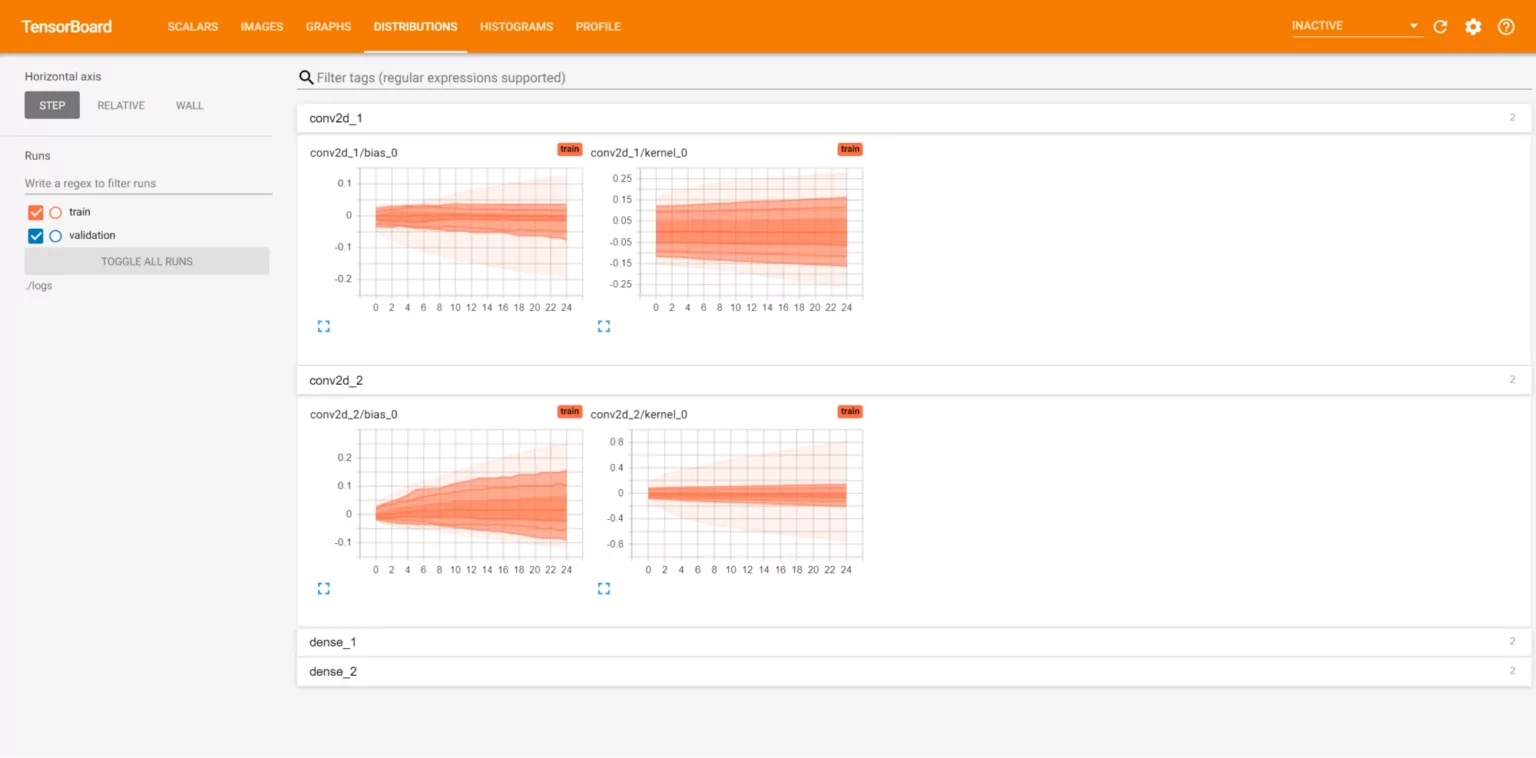 TensorBoard SCALARS IMAGES GRAPHS DISTRIBUTIONS HISTOGRAMS PROFILE INACTIVE
Horizontal axis
STEP RELATIVE WALL
Runs
Write a regex to filter runs
train
validation
TOGGLE ALL RUNS
./logs
Filter tags (regular expressions supported)
conv2d_1 2
conv2d_1/bias_0 train
0.1
0
-0.1
-0.2
0 2 4 6 8 10 12 14 16 18 20 22 24
conv2d_1/kernel_0 train
0.25
0.15
0.05
-0.05
-0.15
-0.25
0 2 4 6 8 10 12 14 16 18 20 22 24
conv2d_2 2
conv2d_2/bias_0 train
0.2
0.1
0
-0.1
0 2 4 6 8 10 12 14 16 18 20 22 24
conv2d_2/kernel_0 train
0.8
0.4
0
-0.4
-0.8
0 2 4 6 8 10 12 14 16 18 20 22 24
dense_1 2
dense_2 2